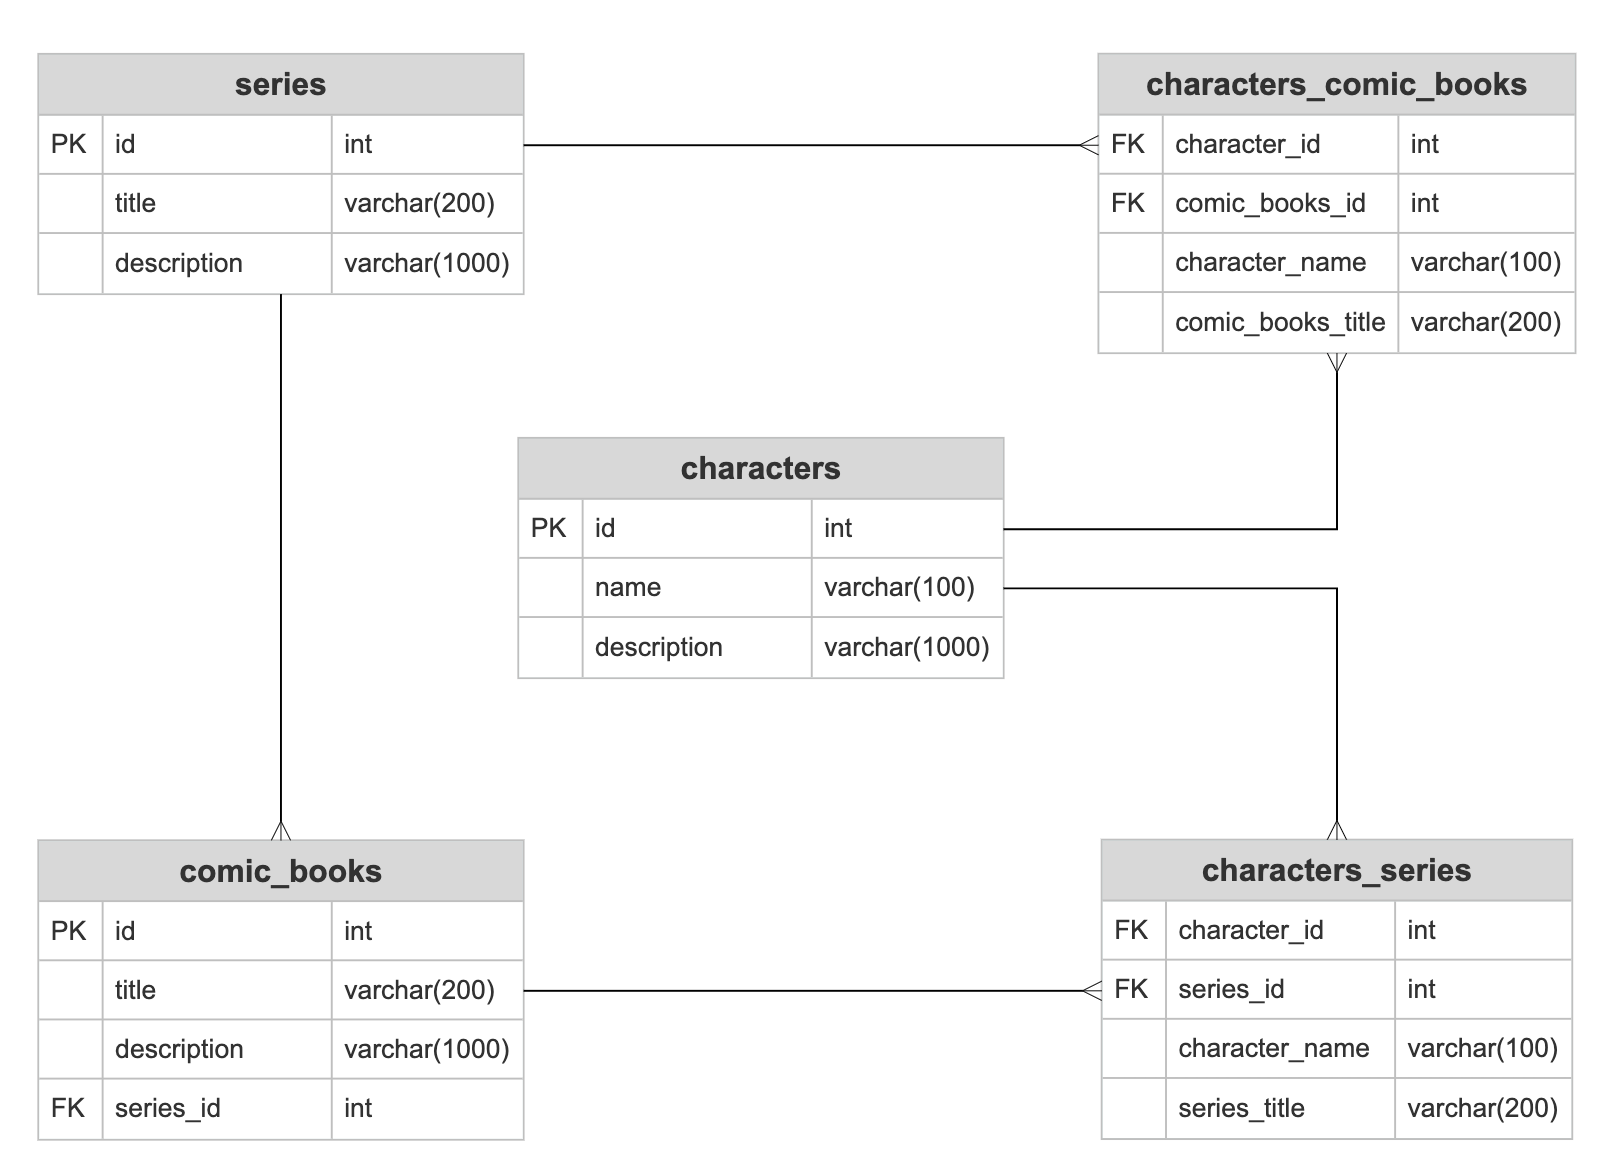 series
PK id int
title varchar(200)
description varchar(1000)
characters_comic_books
FK character_id int
FK comic_books_id int
character_name varchar(100)
comic_books_title varchar(200)
characters
PK id int
name varchar(100)
description varchar(1000)
comic_books
PK id int
title varchar(200)
description varchar(1000)
FK series_id int
characters_series
FK character_id int
FK series_id int
character_name varchar(100)
series_title varchar(200)